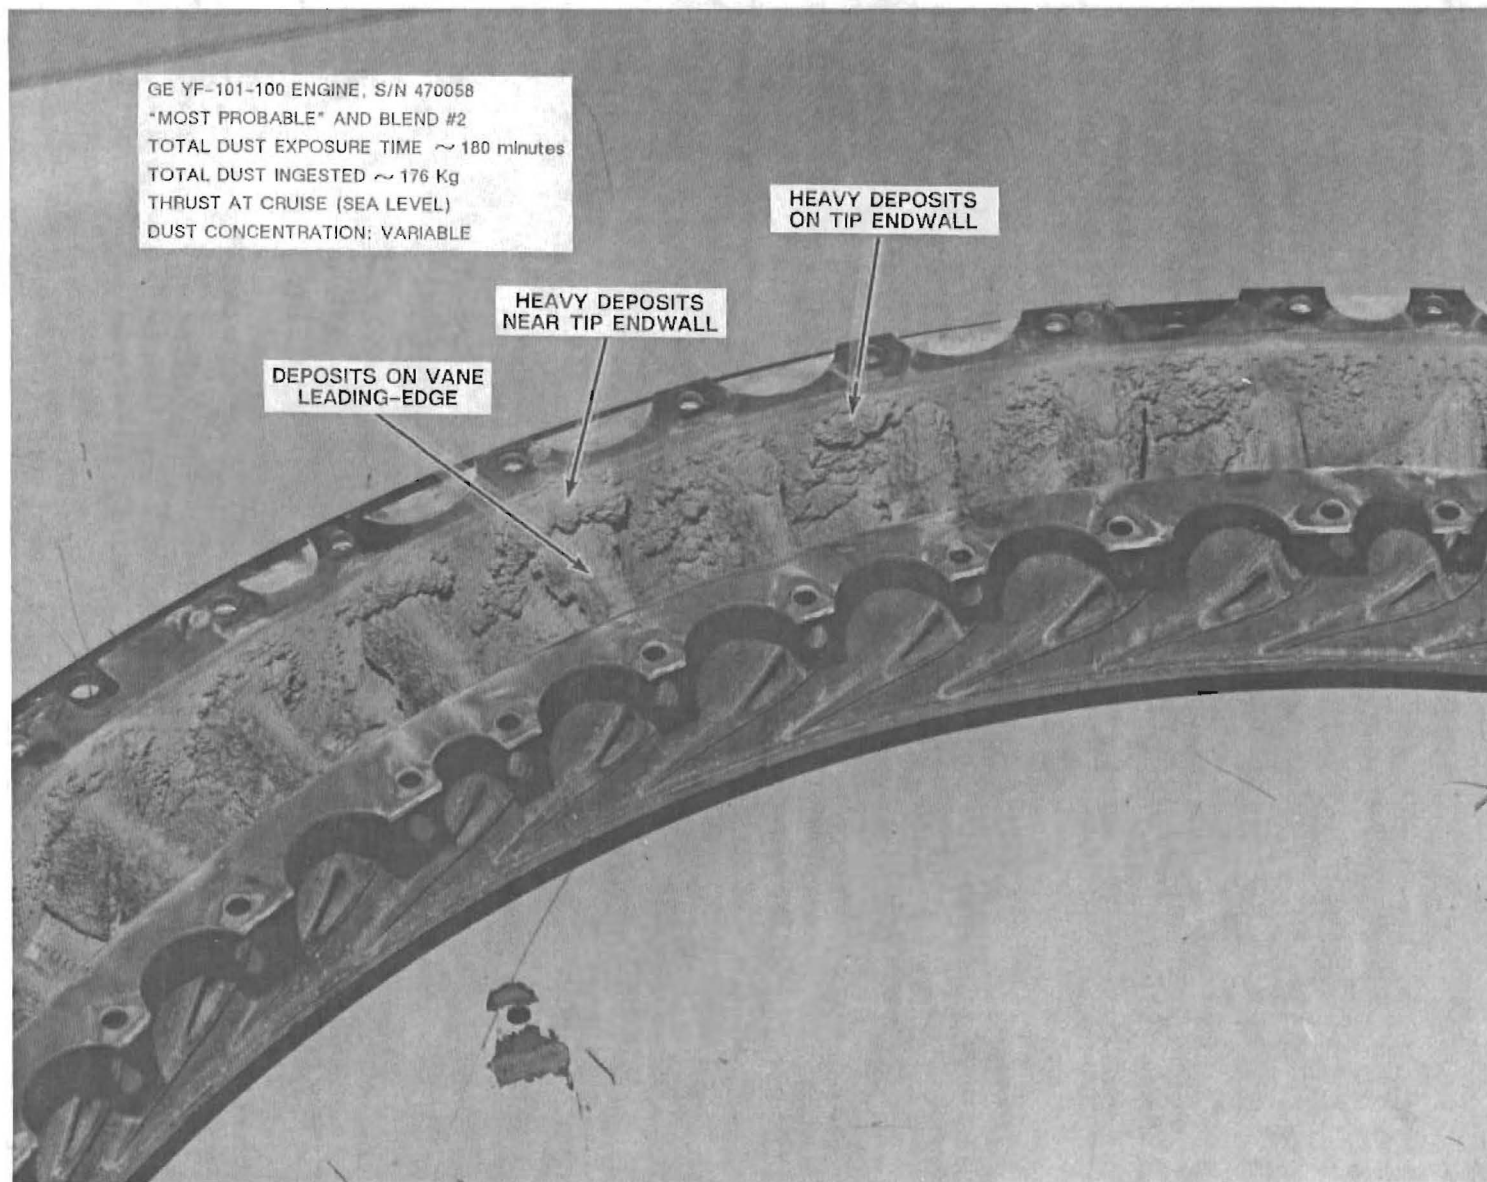 GE YF-101-100 ENGINE, S/N 470058
"MOST PROBABLE" AND BLEND #2
TOTAL DUST EXPOSURE TIME ~ 180 minutes
TOTAL DUST INGESTED ~ 176 Kg
THRUST AT CRUISE (SEA LEVEL)
DUST CONCENTRATION: VARIABLE
HEAVY DEPOSITS
ON TIP ENDWALL
HEAVY DEPOSITS
NEAR TIP ENDWALL
DEPOSITS ON VANE
LEADING-EDGE